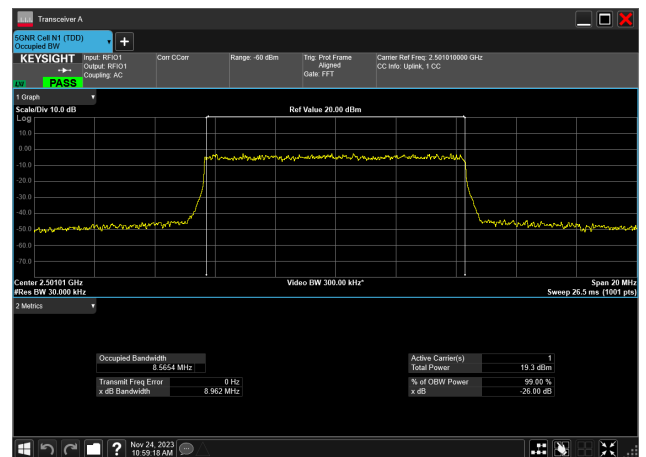 Transceiver A
5GNR Cell N1 (TDD)
Occupied BW
KEYSIGHT
LXI
PASS
Input: RFIO1
Output: RFIO1
Coupling: AC
Corr CCorr
Range: -60 dBm
Trig: Prot Frame
Aligned
Gate: FFT
Carrier Ref Freq: 2.501010000 GHz
CC Info: Uplink, 1 CC
1 Graph
Scale/Div 10.0 dB
Ref Value 20.00 dBm
Log
10.0
0.00
-10.0
-20.0
-30.0
-40.0
-50.0
-60.0
-70.0
Center 2.50101 GHz
Video BW 300.00 kHz*
Span 20 MHz
#Res BW 30.000 kHz
Sweep 26.5 ms (1001 pts)
2 Metrics
Occupied Bandwidth
8.5654 MHz
Transmit Freq Error 0 Hz
x dB Bandwidth 8.962 MHz
Active Carrier(s) 1
Total Power 19.3 dBm
% of OBW Power 99.00 %
x dB -26.00 dB
Nov 24, 2023
10:59:18 AM